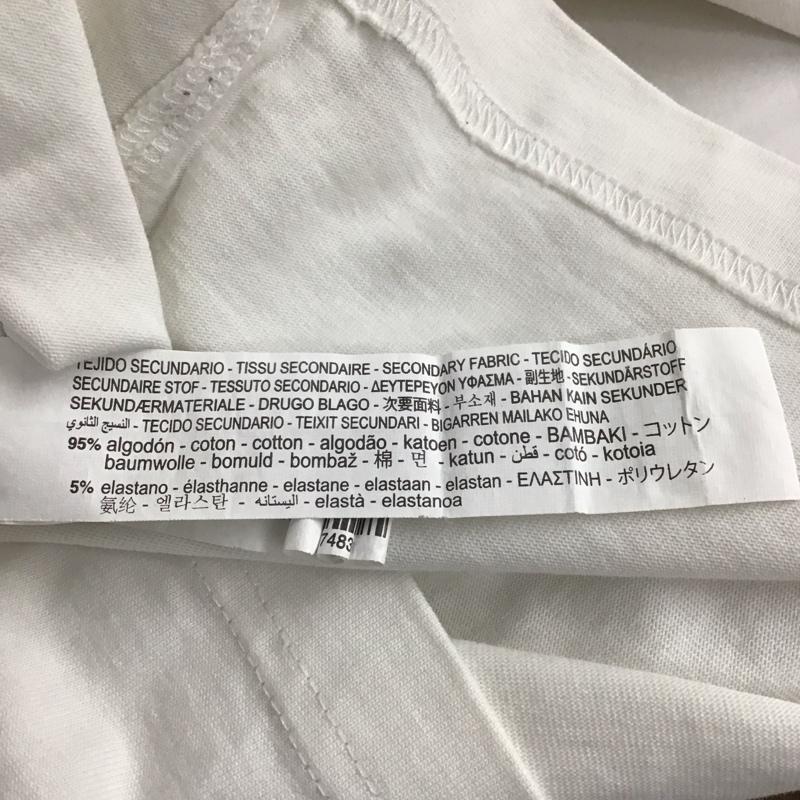 TEJIDO SECUNDARIO - TISSU SECONDAIRE - SECONDARY FABRIC - TECIDO SECUNDÁRIO
SECUNDAIRE STOF - TESSUTO SECONDARIO - ΔΕΥΤΕΡΕΥΟΝ ΥΦΑΣΜΑ - 副生地 - SEKUNDÄRSTOFF
SEKUNDÆRMATERIALE - DRUGO BLAGO - 次要面料 - 부소재 - BAHAN KAIN SEKUNDER
النسيج الثانوي - TECIDO SECUNDARIO - TEIXIT SECUNDARI - BIGARREN MAILAKO EHUNA
95% algodón - coton - cotton - algodão - katoen - cotone - ΒΑΜΒΑΚΙ - コットン
baumwolle - bomuld - bombaž - 棉 - 면 - katun - قطن - cotó - kotoia
5% elastano - élasthanne - elastane - elastaan - elastan - ΕΛΑΣΤΙΝΗ - ポリウレタン
氨纶 - 엘라스탄 - اليستانه - elastà - elastanoa
7483